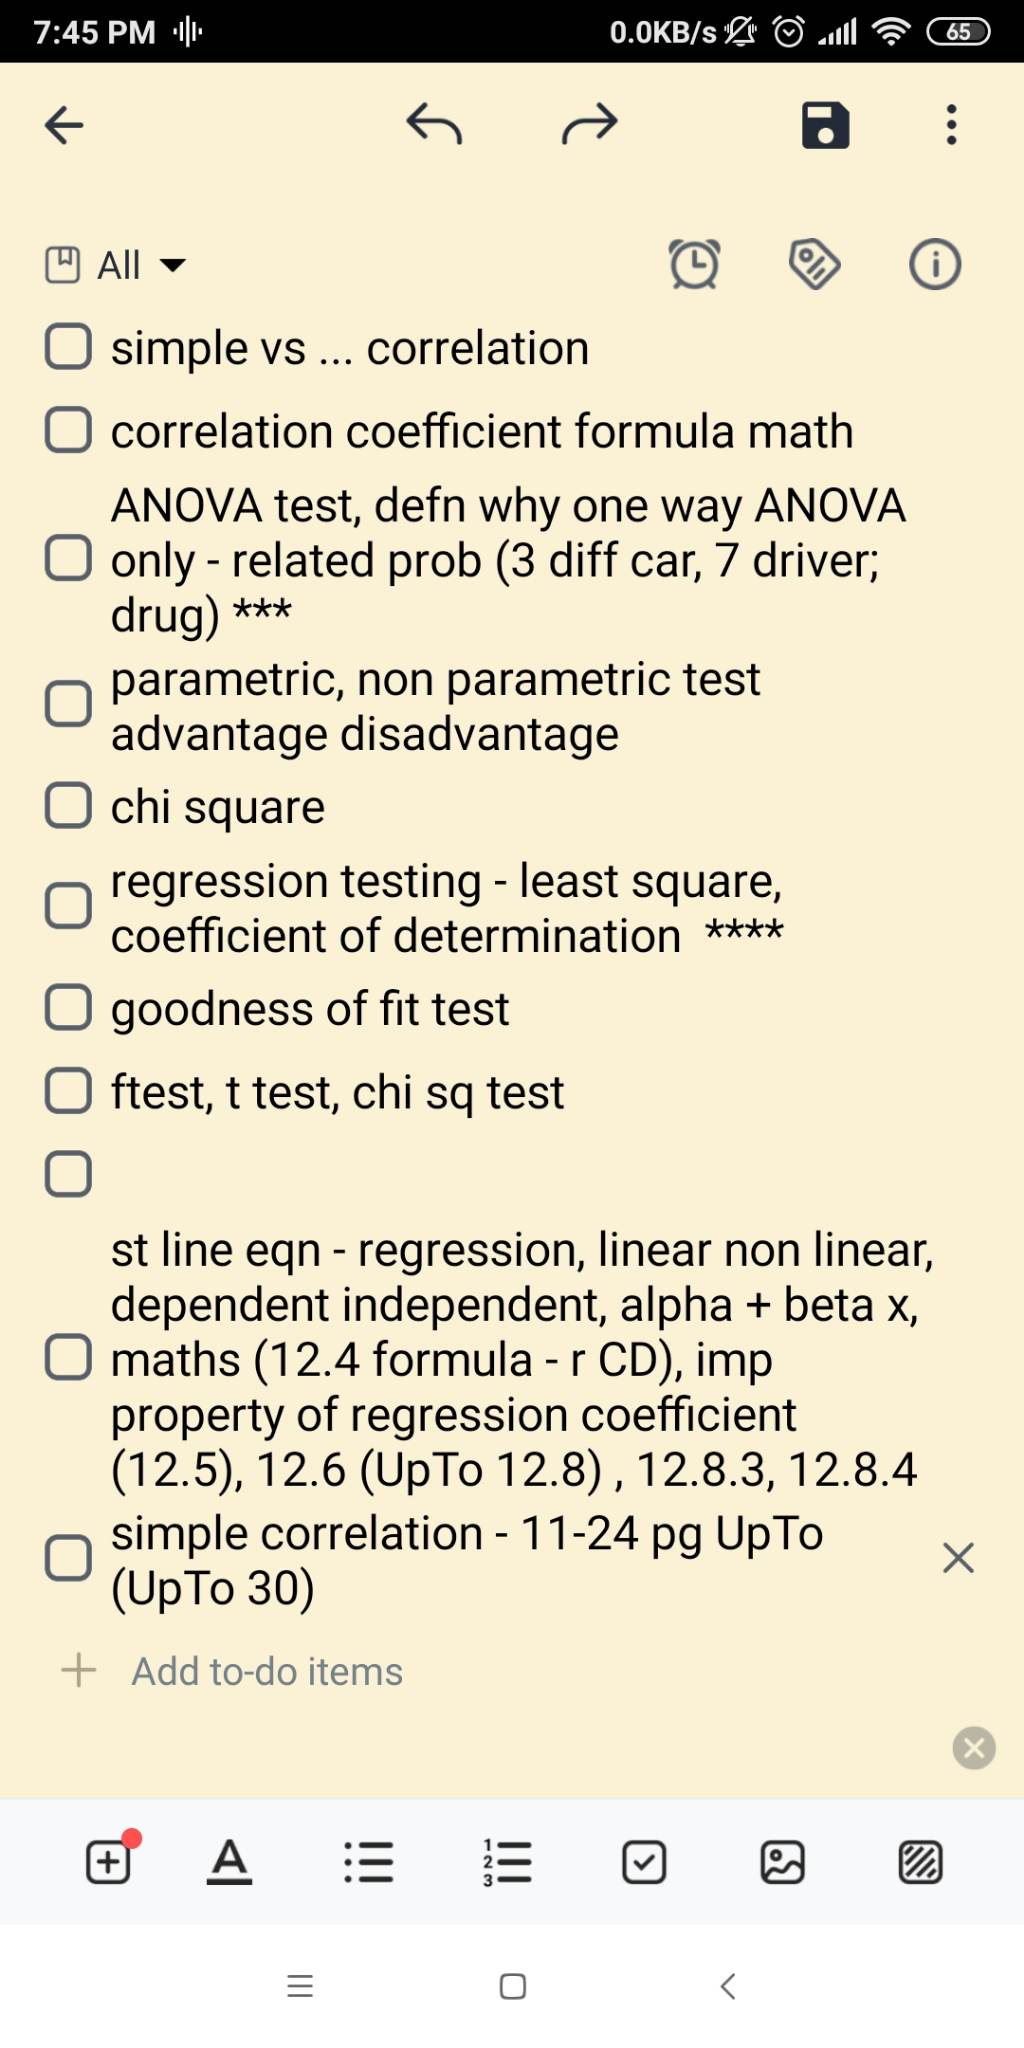 7:45 PM
0.0KB/s
65
All
simple vs ... correlation
correlation coefficient formula math
ANOVA test, defn why one way ANOVA
only - related prob (3 diff car, 7 driver;
drug) ***
parametric, non parametric test
advantage disadvantage
chi square
regression testing - least square,
coefficient of determination  ****
goodness of fit test
ftest, t test, chi sq test
st line eqn - regression, linear non linear,
dependent independent, alpha + beta x,
maths (12.4 formula - r CD), imp
property of regression coefficient
(12.5), 12.6 (UpTo 12.8) , 12.8.3, 12.8.4
simple correlation - 11-24 pg UpTo
(UpTo 30)
Add to-do items